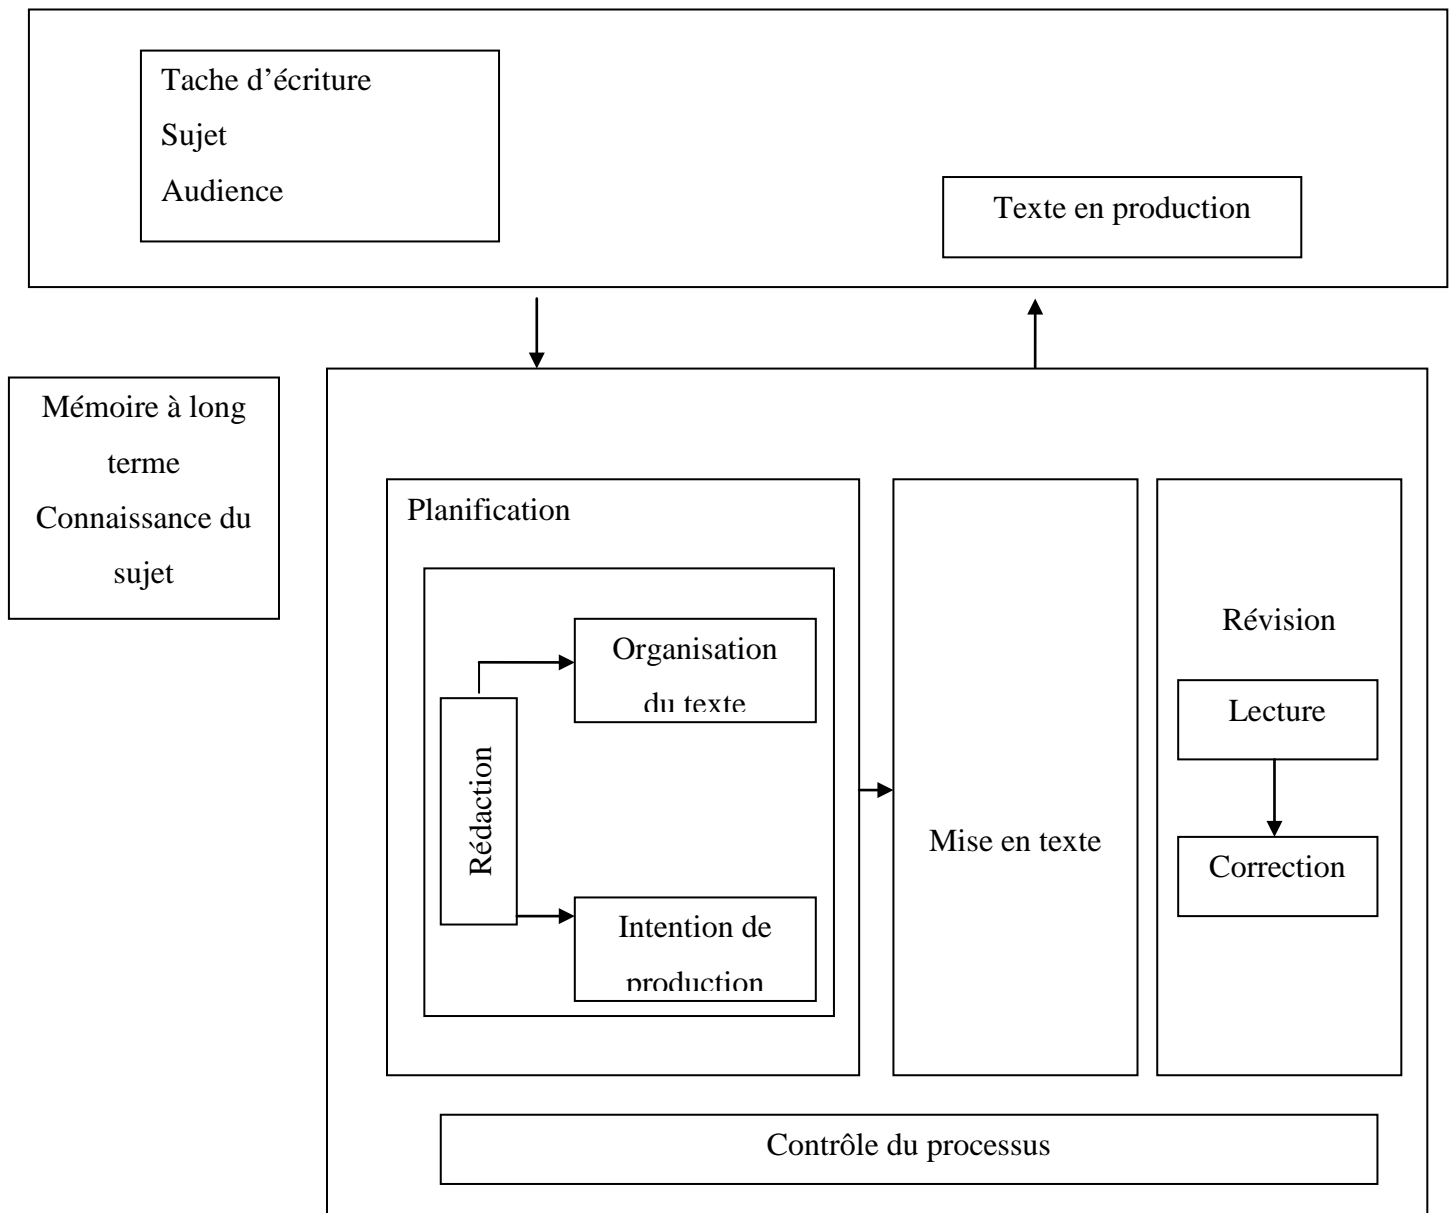 Tache d’écriture
Sujet
Audience
Texte en production
Mémoire à long
terme
Connaissance du
sujet
Planification
Organisation
du texte
Rédaction
Intention de
production
Mise en texte
Révision
Lecture
Correction
Contrôle du processus